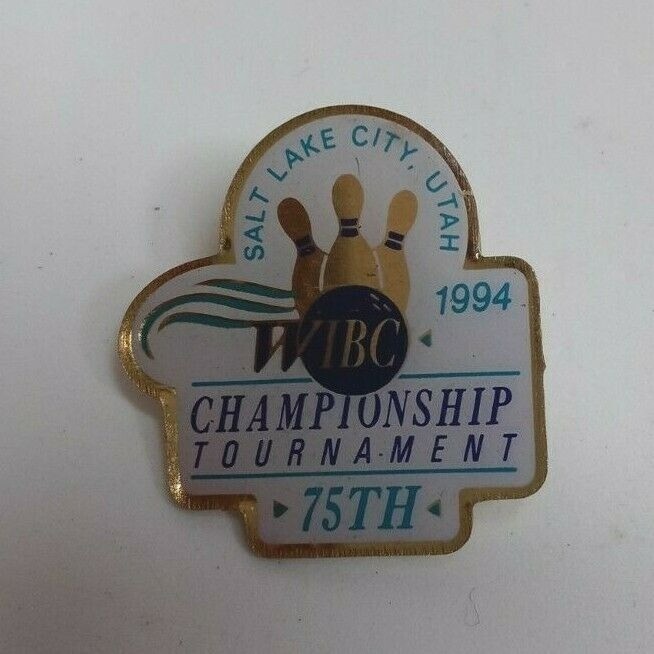 SALT LAKE CITY, UTAH
1994
WIBC
CHAMPIONSHIP
TOURNAMENT
75TH